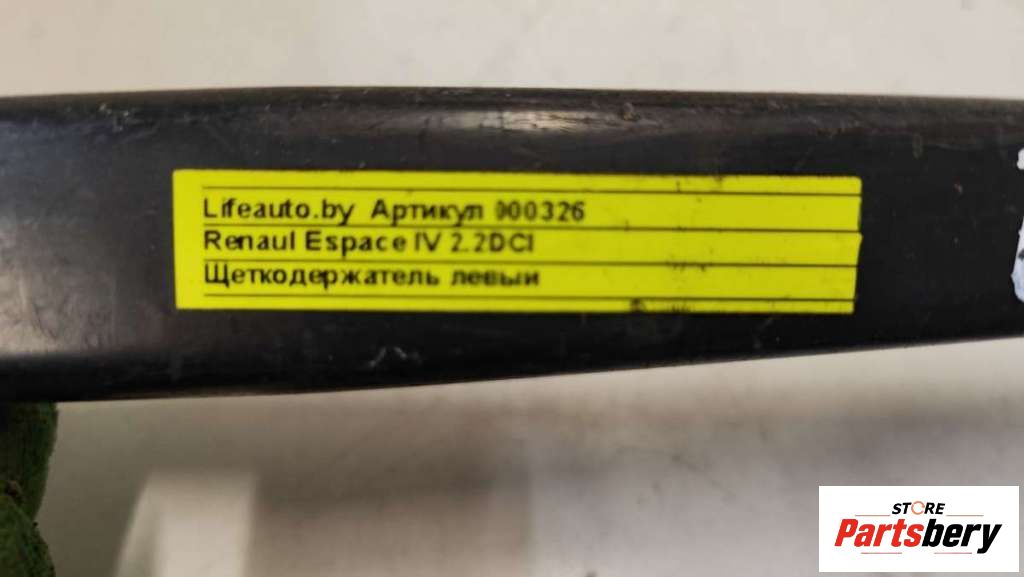 Lifeauto.by Артикул 000326
Renaul Espace IV 2.2DCI
Щеткодержатель левый
STORE
Partsbery